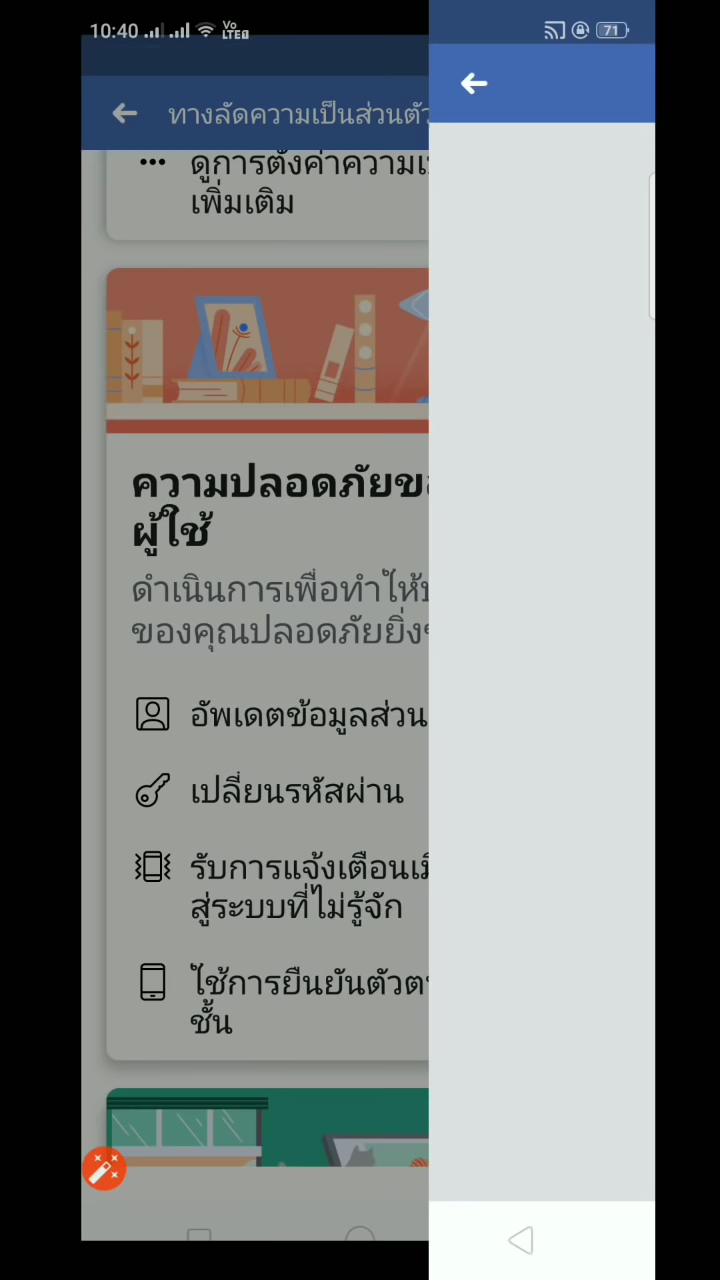 10:40
Vo
LTE
71
ทางลัดความเป็นส่วนตัว
ดูการตั้งค่าความ
เพิ่มเติม
ความปลอดภัย
ผู้ใช้
ดำเนินการเพื่อทำให้
ของคุณปลอดภัยยิ่ง
อัพเดตข้อมูลส่วน
เปลี่ยนรหัสผ่าน
รับการแจ้งเตือน
สู่ระบบที่ไม่รู้จัก
ใช้การยืนยันตัว
ชั้น